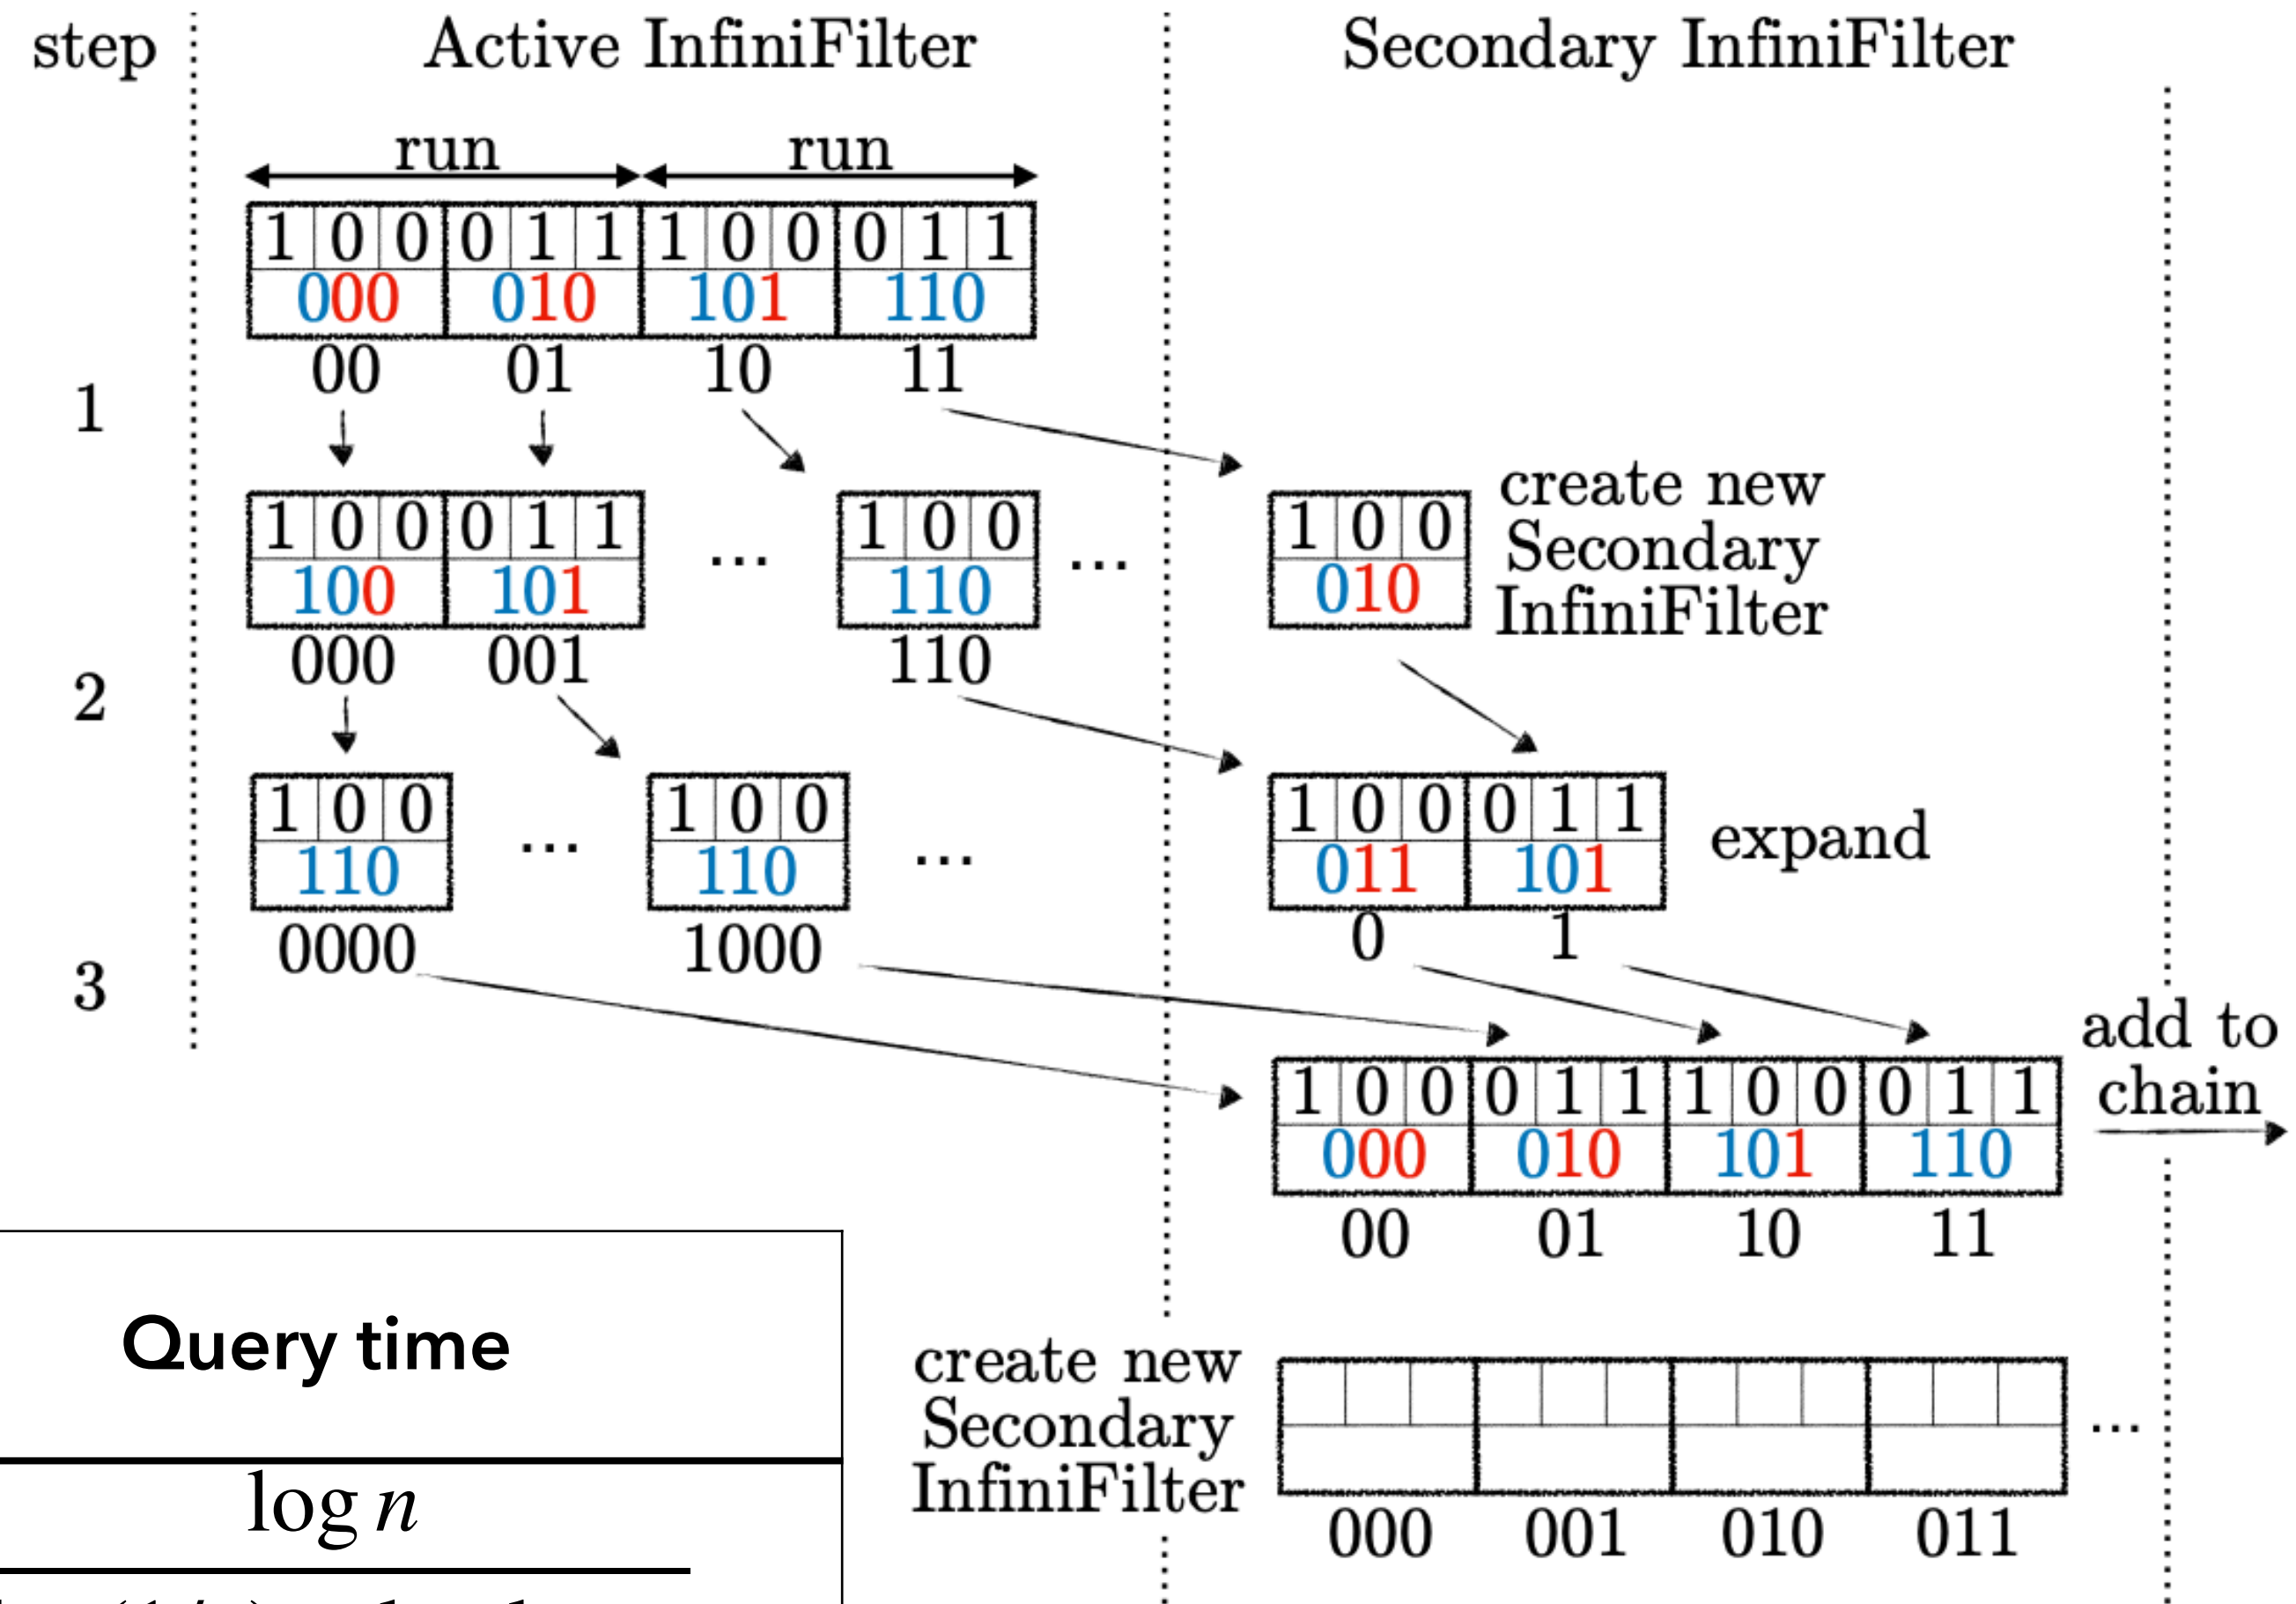 step Active InfiniFilter Secondary InfiniFilter
run run
1 0 0 0 1 1 1 0 0 0 1 1
000 010 101 110
00 01 10 11
1
1 0 0 0 1 1 ... 1 0 0 ... 1 0 0
100 101 110 010
create new
Secondary
InfiniFilter
000 001 110
2
1 0 0 ... 1 0 0 ... 1 0 0 0 1 1
110 110 011 101
expand
0000 1000 0 1
3
1 0 0 0 1 1 1 0 0 0 1 1
000 010 101 110
00 01 10 11
add to
chain
create new
Secondary
InfiniFilter
...
000 001 010 011
Query time
log n